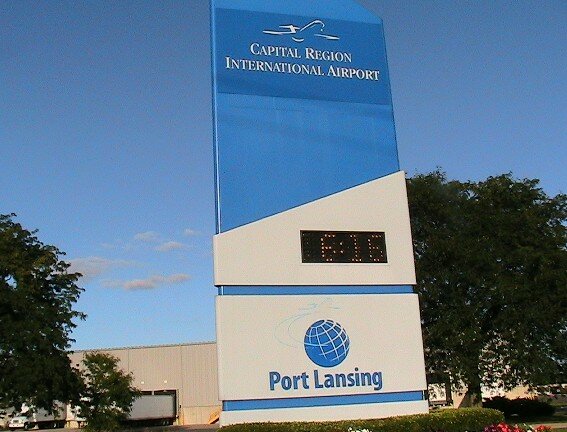 CAPITAL REGION
INTERNATIONAL AIRPORT
6:16
Port Lansing